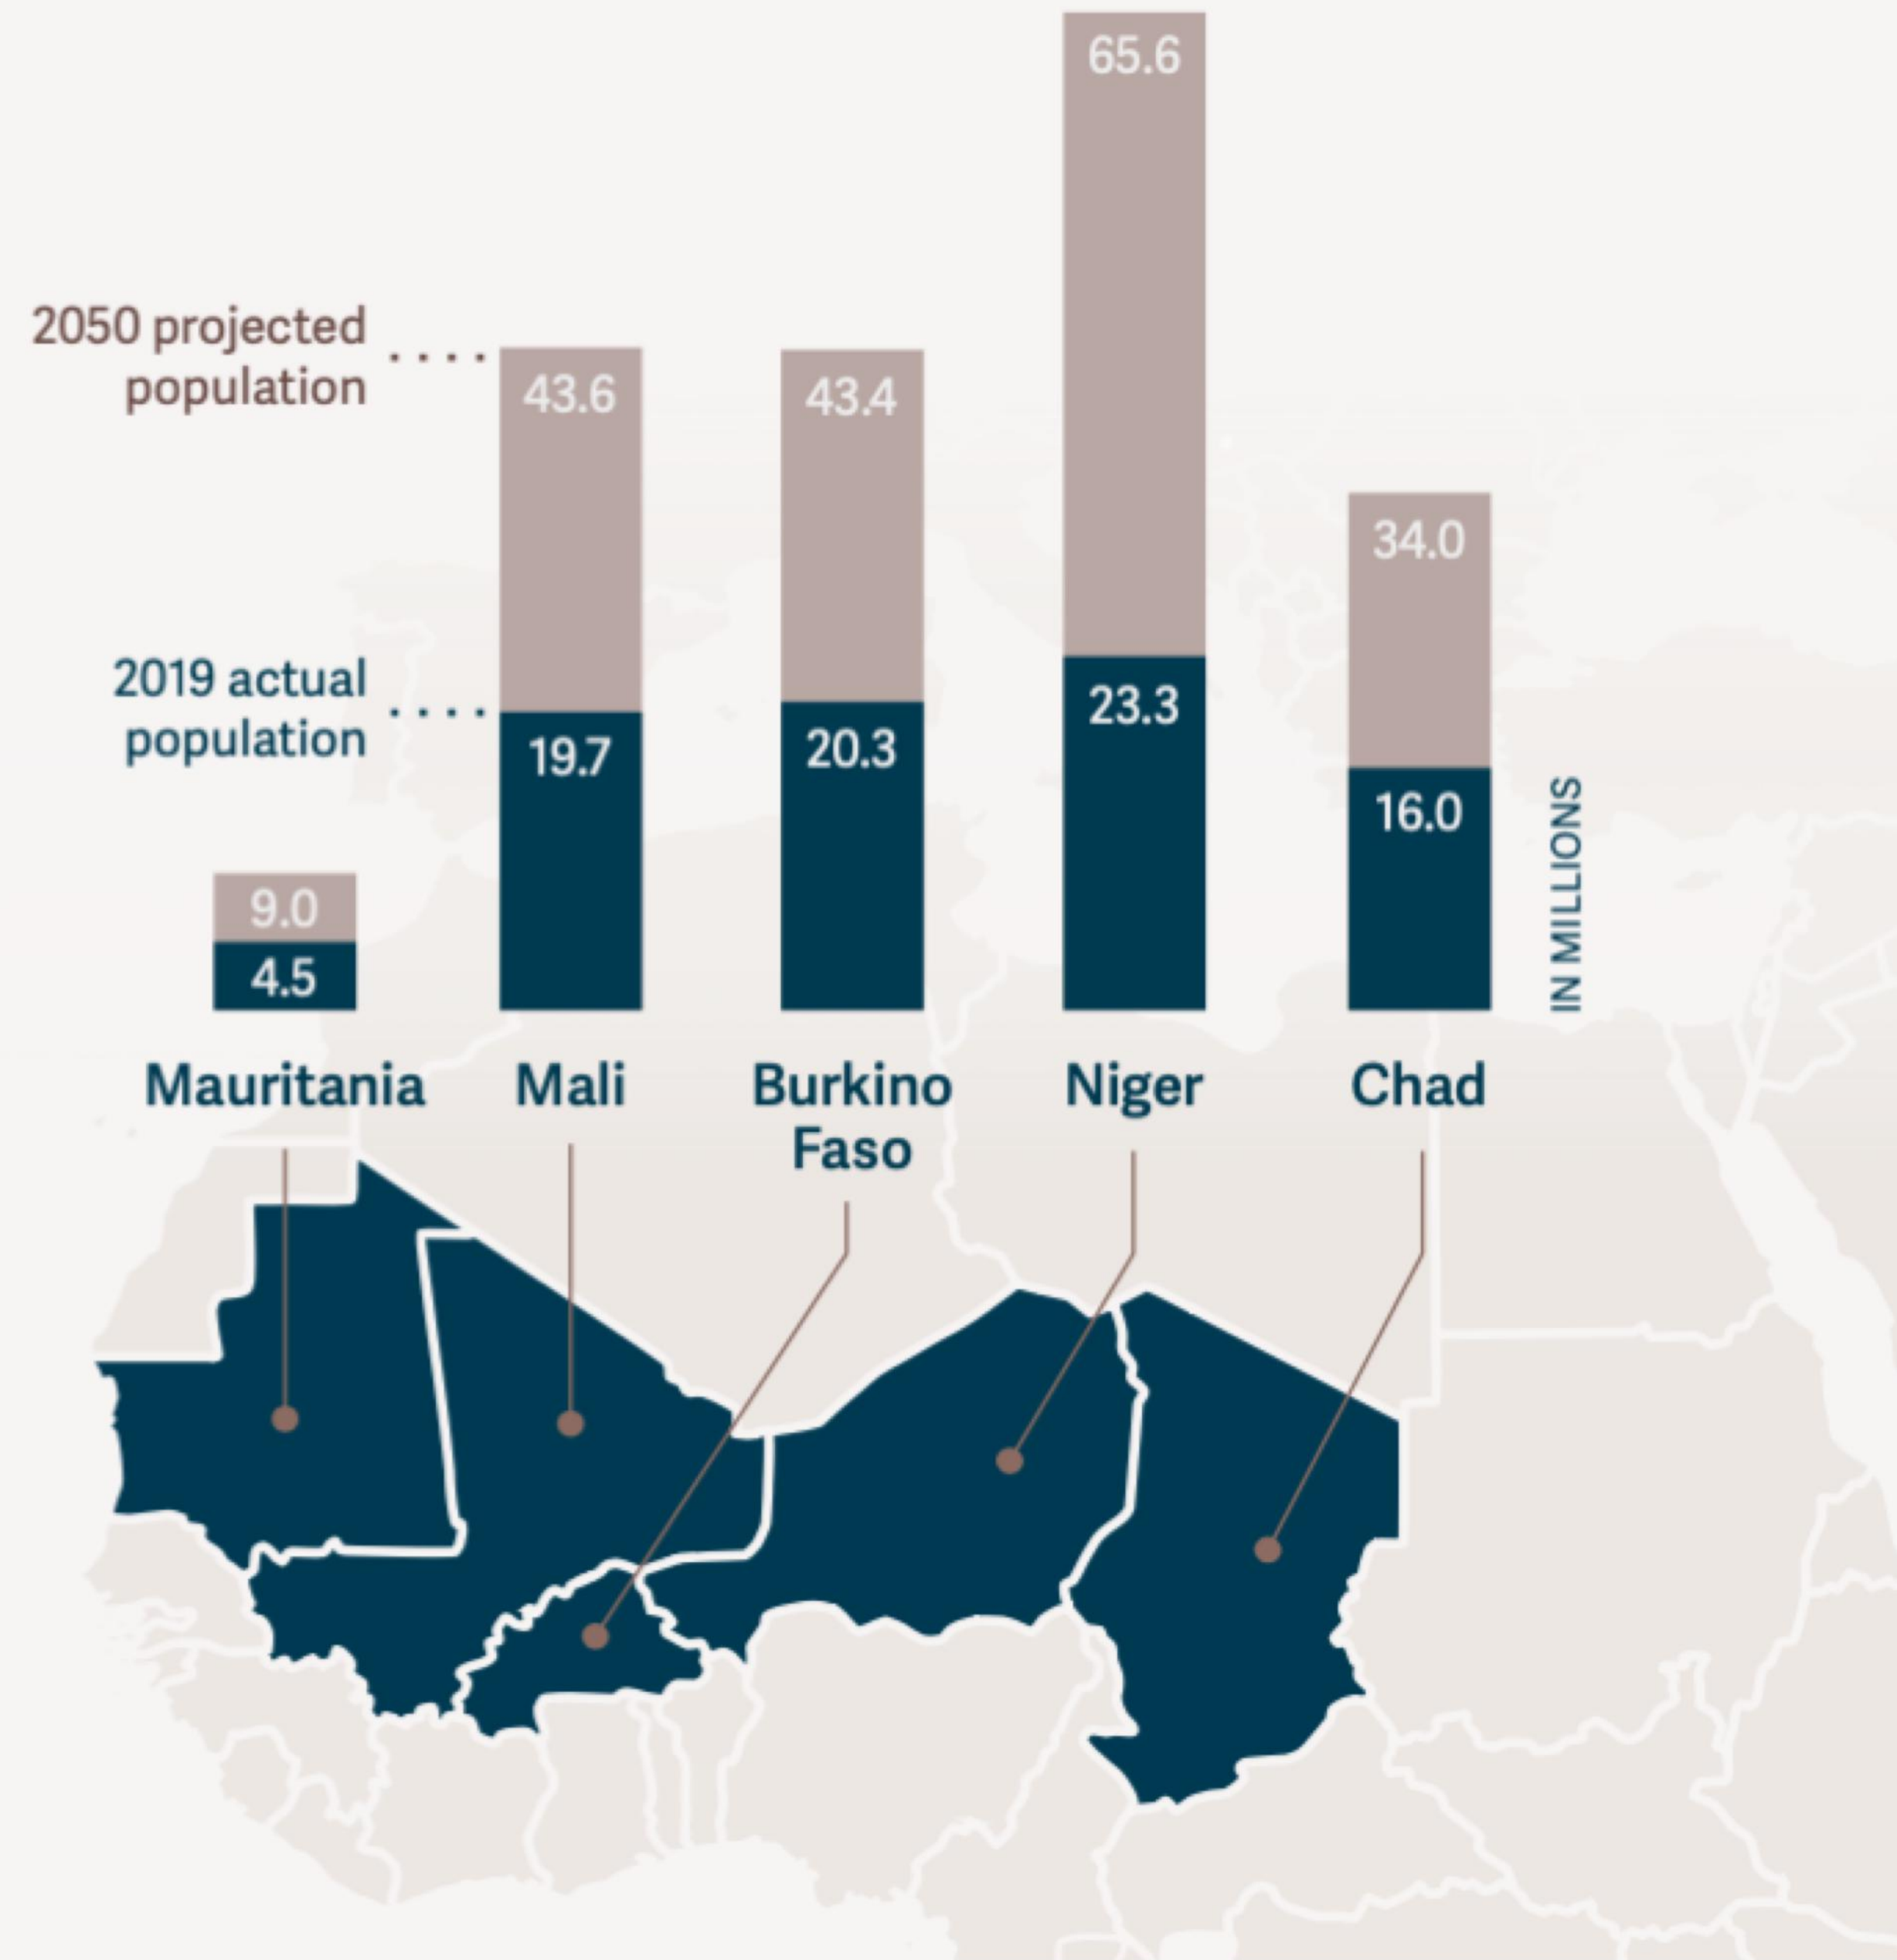 65.6
2050 projected
population
43.6
43.4
34.0
2019 actual
population
19.7
20.3
23.3
16.0
9.0
4.5
IN MILLIONS
Mauritania
Mali
Burkino
Faso
Niger
Chad